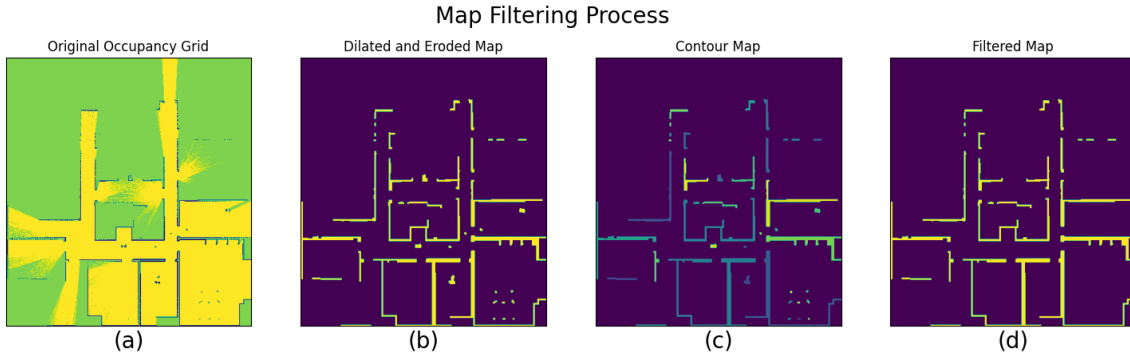 Map Filtering Process
Original Occupancy Grid
Dilated and Eroded Map
Contour Map
Filtered Map
(a)
(b)
(c)
(d)